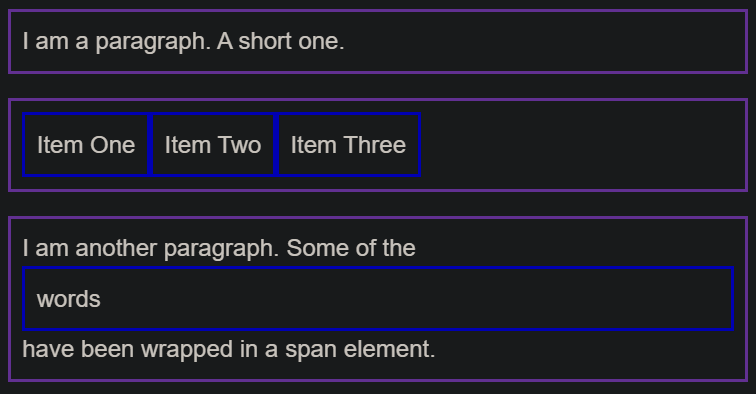 I am a paragraph. A short one.
Item One Item Two Item Three
I am another paragraph. Some of the
words
have been wrapped in a span element.